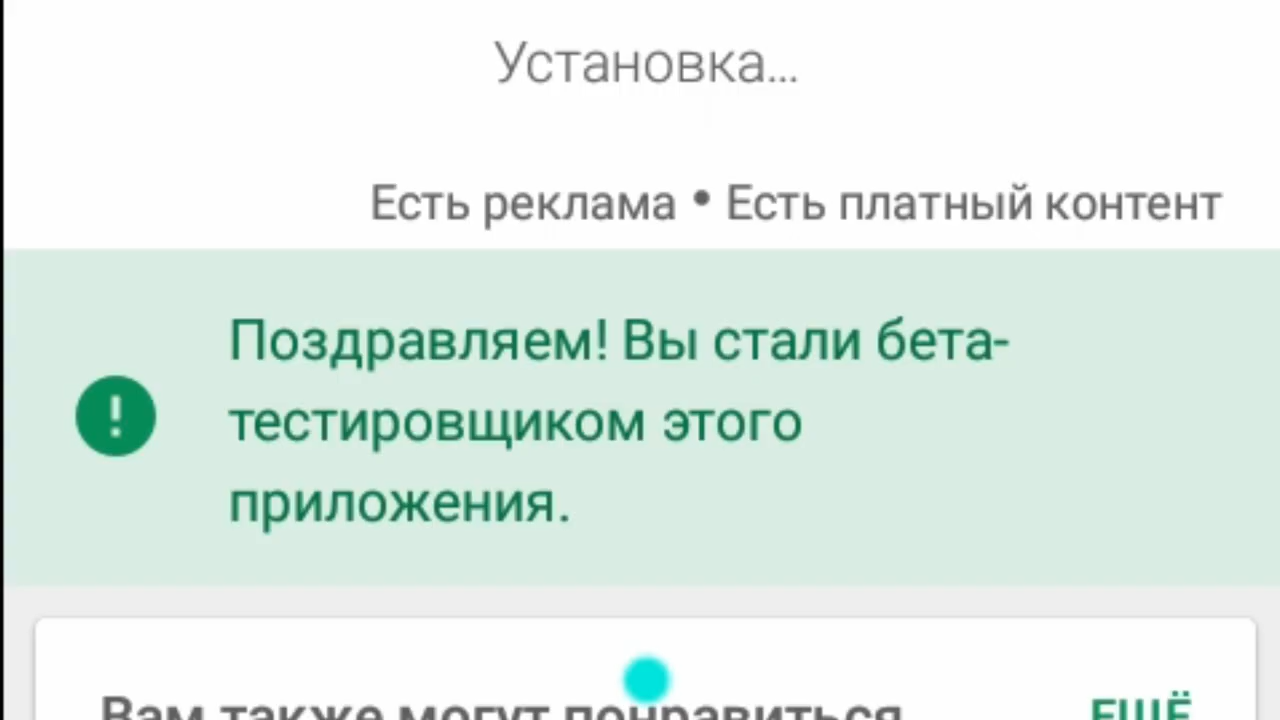 Установка...
Есть реклама • Есть платный контент
Поздравляем! Вы стали бета-
тестировщиком этого
приложения.
Вам также могут понравиться
ЕЩЁ